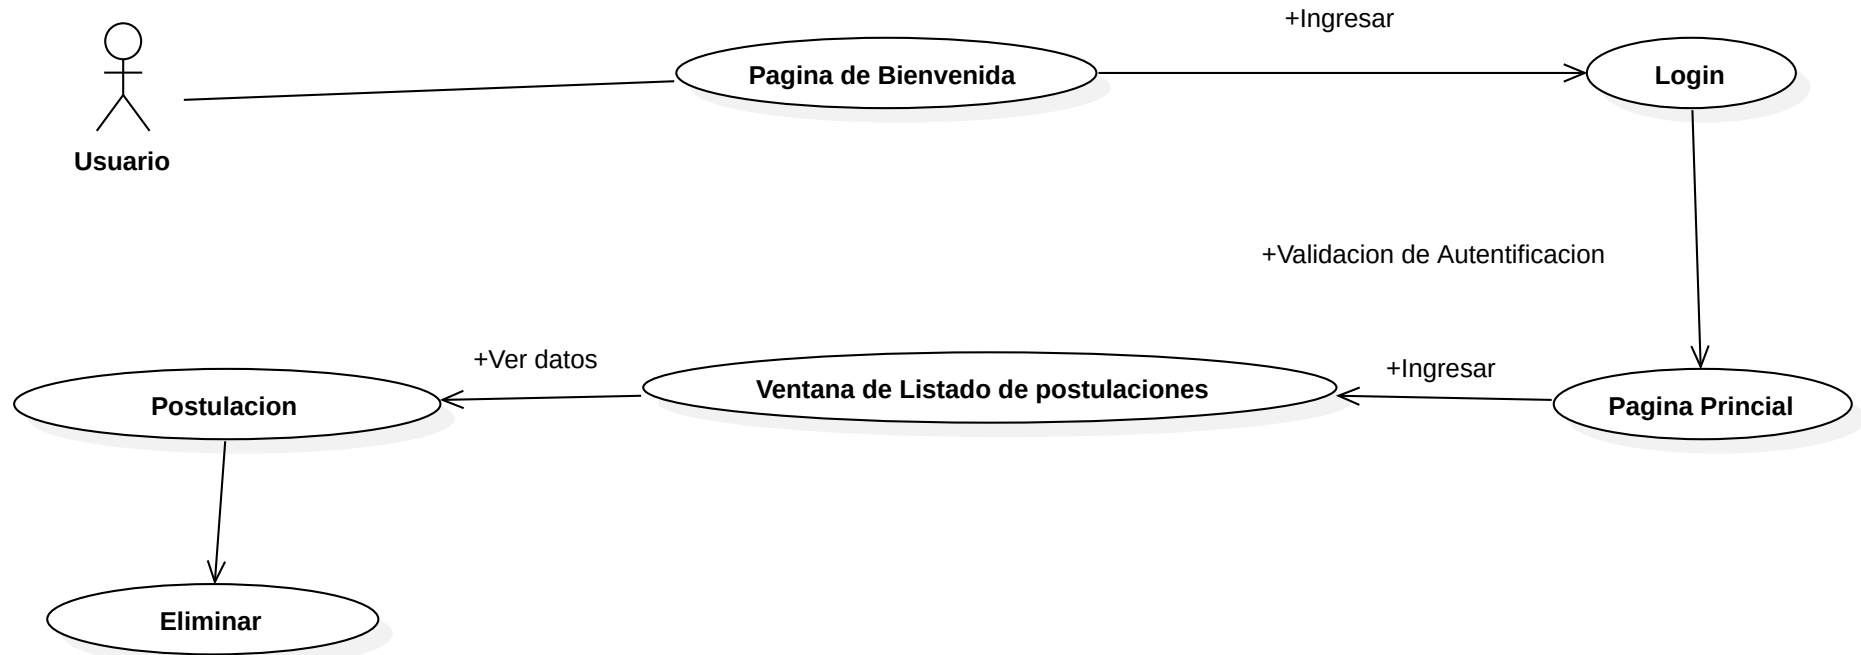 +Ingresar
Pagina de Bienvenida
Login
Usuario
+Validacion de Autentificacion
+Ver datos
+Ingresar
Ventana de Listado de postulaciones
Postulacion
Pagina Princial
Eliminar